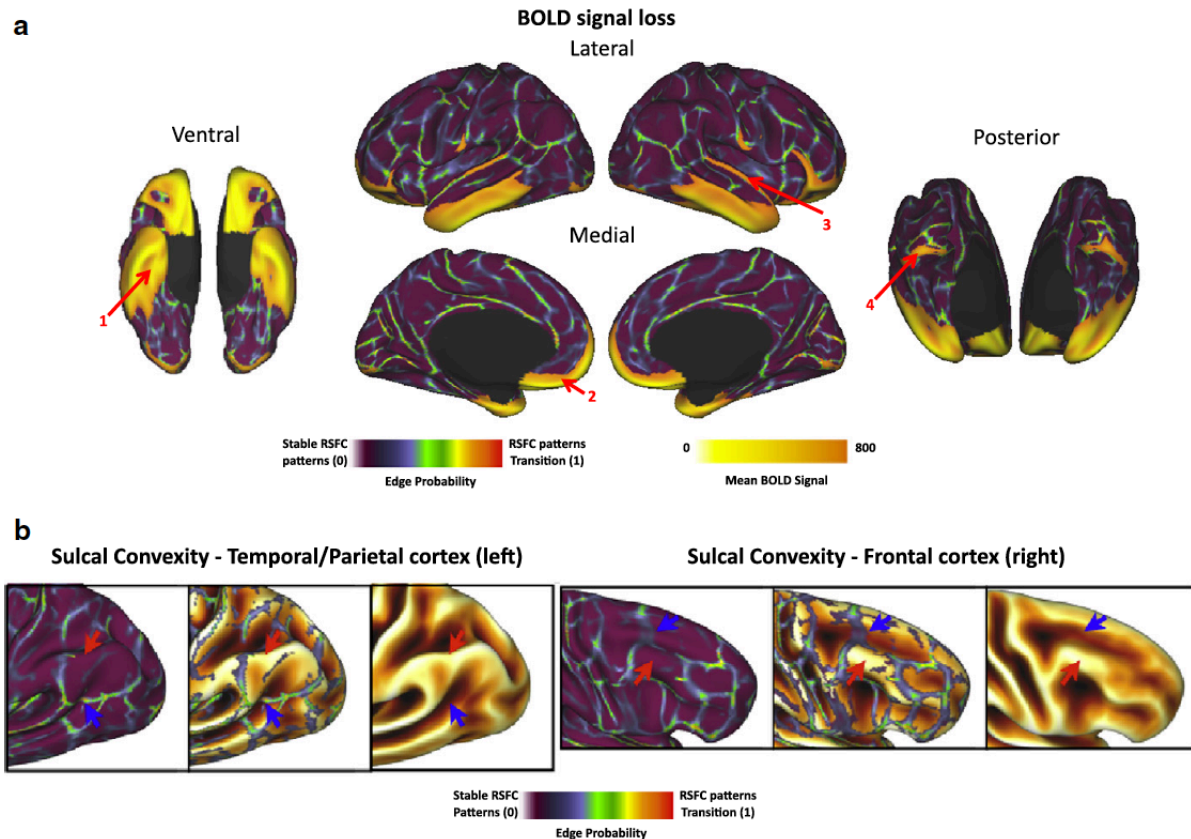 a
BOLD signal loss
Lateral
Ventral
Posterior
3
Medial
4
1
2
Stable RSFC
patterns (0)
RSFC patterns
Transition (1)
Edge Probability
0
800
Mean BOLD Signal
b
Sulcal Convexity - Temporal/Parietal cortex (left)
Sulcal Convexity - Frontal cortex (right)
Stable RSFC
Patterns (0)
RSFC patterns
Transition (1)
Edge Probability